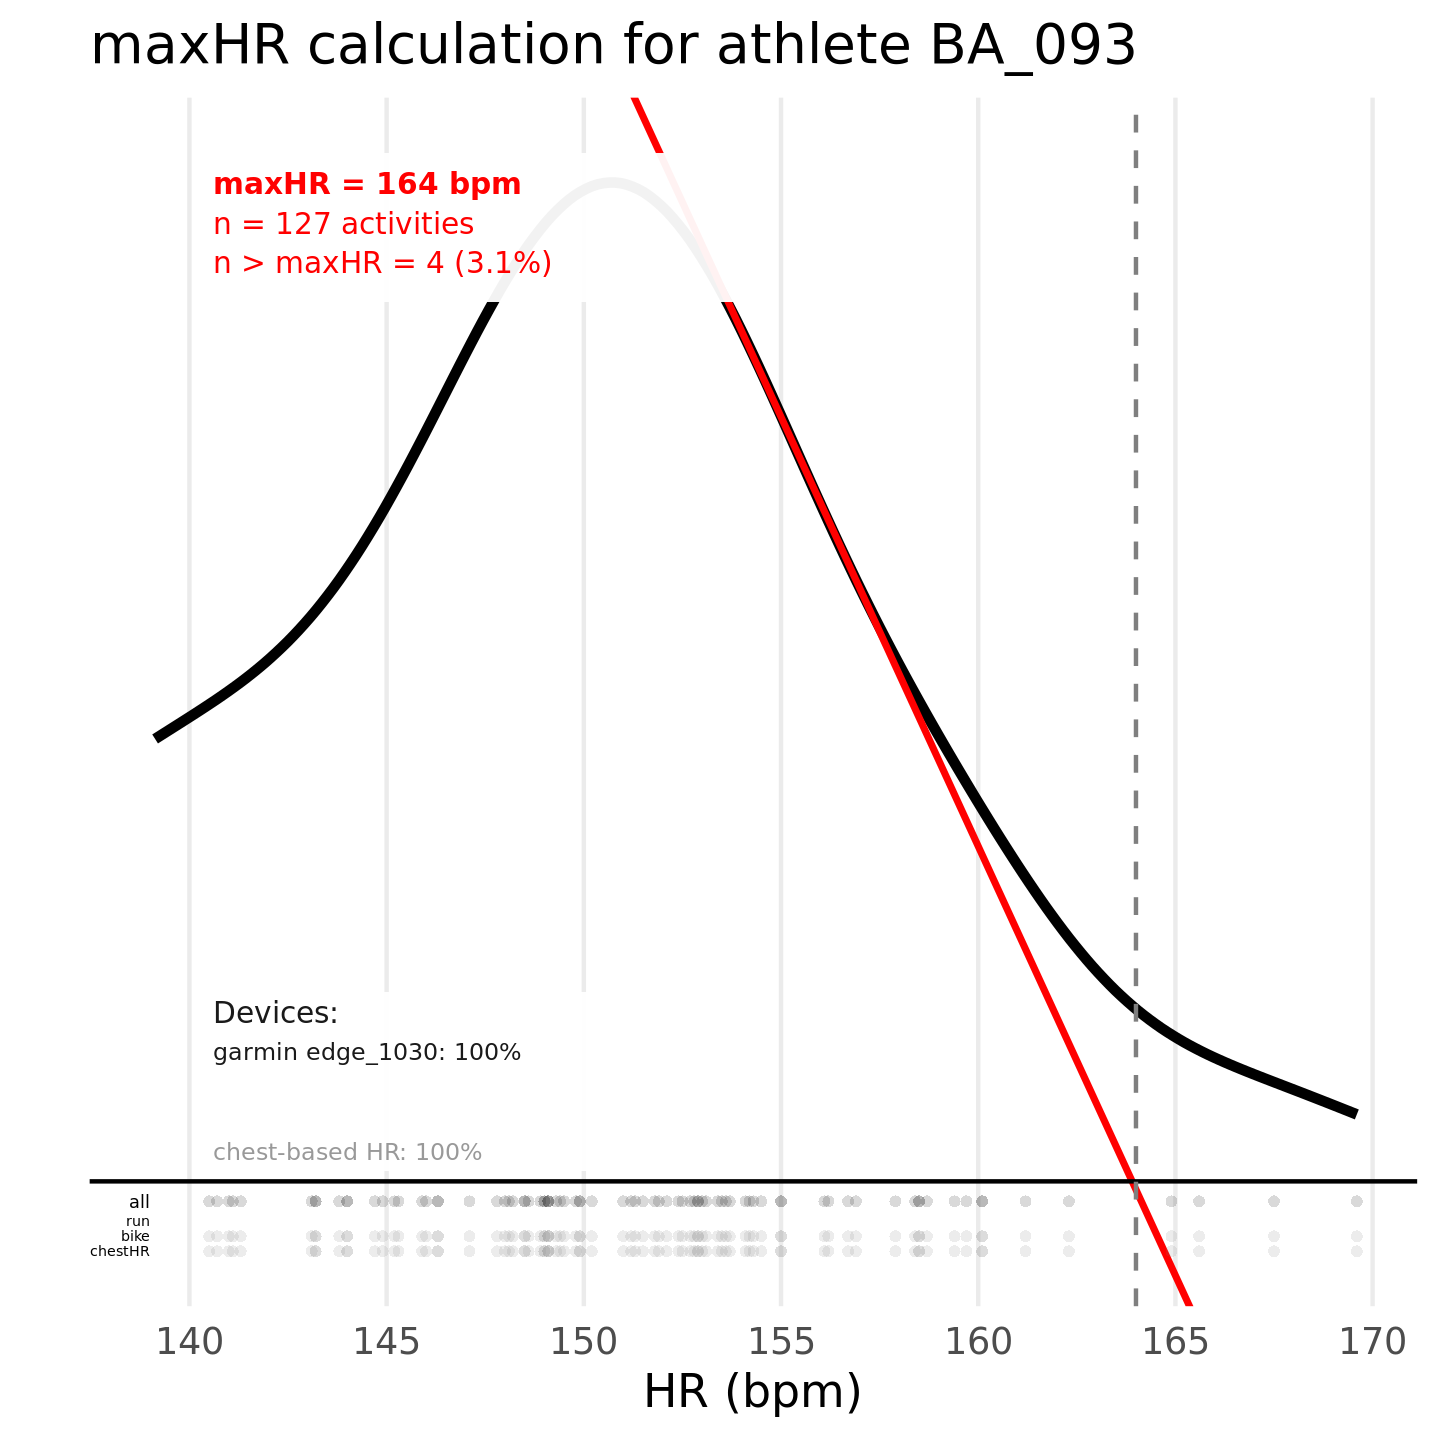 maxHR calculation for athlete BA_093
maxHR = 164 bpm
n = 127 activities
n > maxHR = 4 (3.1%)
Devices:
garmin edge_1030: 100%
chest-based HR: 100%
all
run
bike
chestHR
140 145 150 155 160 165 170
HR (bpm)